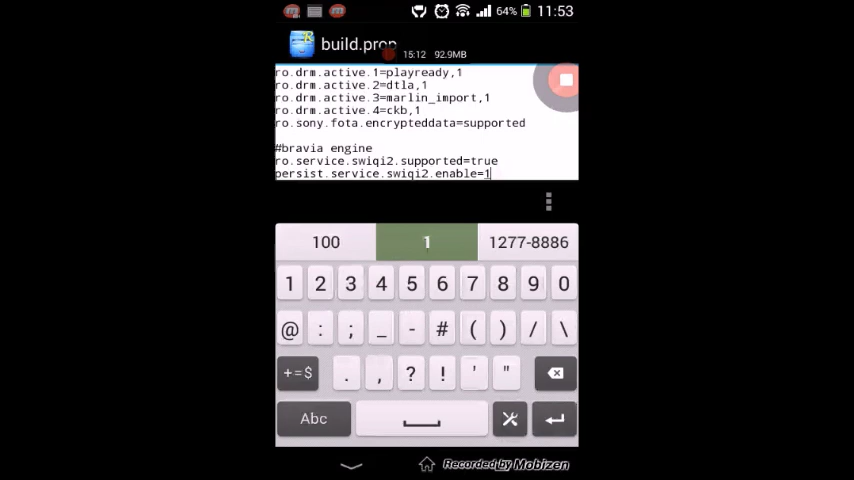 64% 11:53
build.prop
15:12 92.9MB
ro.drm.active.1=playready,1
ro.drm.active.2=dtla,1
ro.drm.active.3=marlin_import,1
ro.drm.active.4=ckb,1
ro.sony.fota.encrypteddata=supported
#bravia engine
ro.service.swiqi2.supported=true
persist.service.swiqi2.enable=1
100 1 1277-8886
1 2 3 4 5 6 7 8 9 0
@ : ; _ - # ( ) / \
+=$ . , ? ! ' "
Abc
Recorded by Mobizen